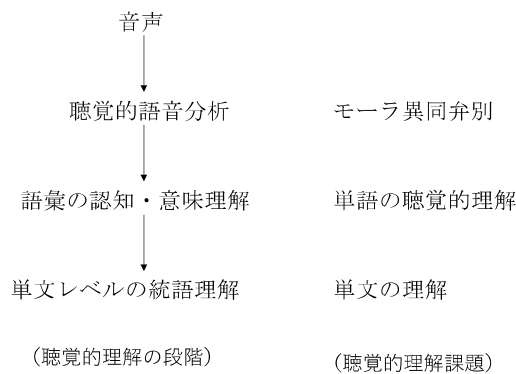 音声
聴覚的語音分析 モーラ異同弁別
語彙の認知・意味理解 単語の聴覚的理解
単文レベルの統語理解 単文の理解
（聴覚的理解の段階） （聴覚的理解課題）